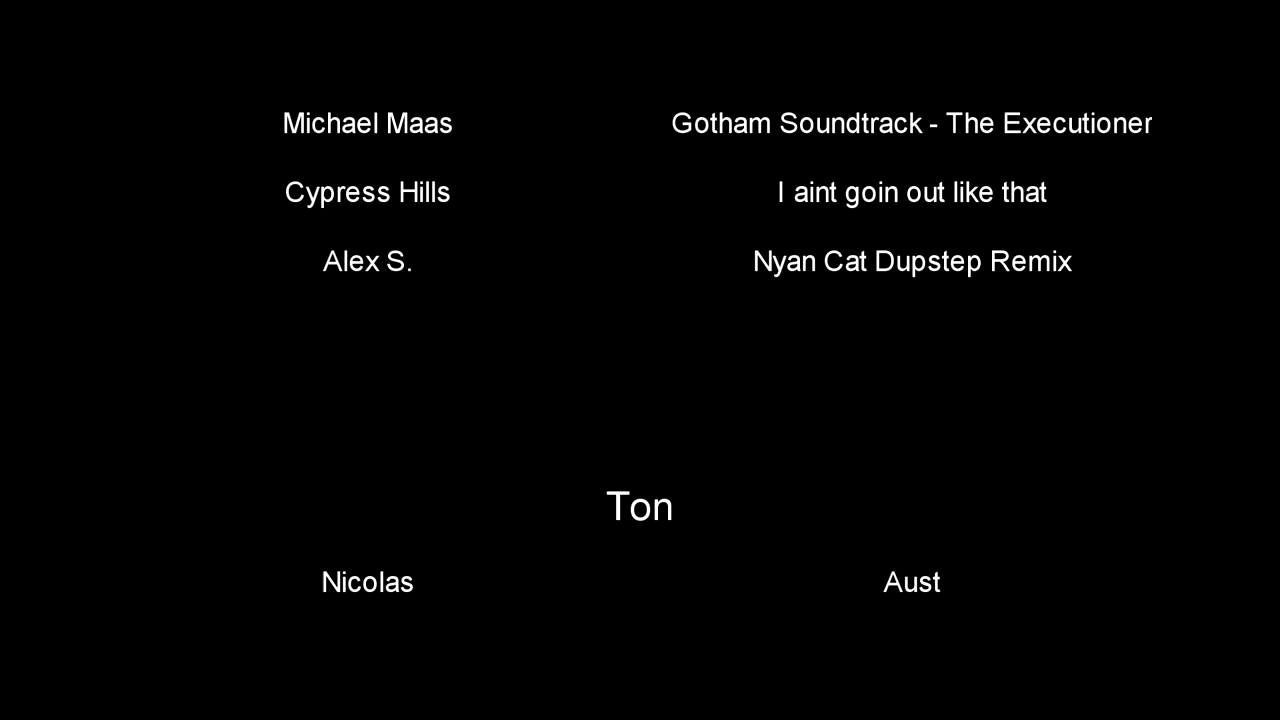 Michael Maas Gotham Soundtrack - The Executioner
Cypress Hills I aint goin out like that
Alex S. Nyan Cat Dupstep Remix
Ton
Nicolas Aust